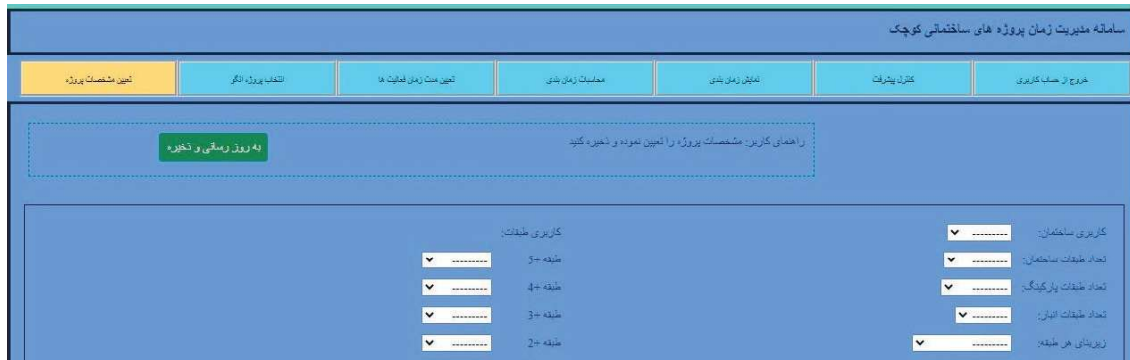 سامانه مدیریت زمان پروژه های ساختمانی کوچک
خروج از حساب کاربری
کنترل پیشرفت
نمایش زمان بندی
محاسبات زمان بندی
تعیین مدت زمان فعالیت ها
انتخاب پروژه الگو
تعیین مشخصات پروژه
راهنمای کاربر: مشخصات پروژه را تعیین نموده و ذخیره کنید
به روز رسانی و ذخیره
کاربری ساختمان: ---------
تعداد طبقات ساختمان: ---------
تعداد طبقات پارکینگ: ---------
تعداد طبقات انبار: ---------
زیربنای هر طبقه: ---------
کاربری طبقات:
طبقه +5 ---------
طبقه +4 ---------
طبقه +3 ---------
طبقه +2 ---------